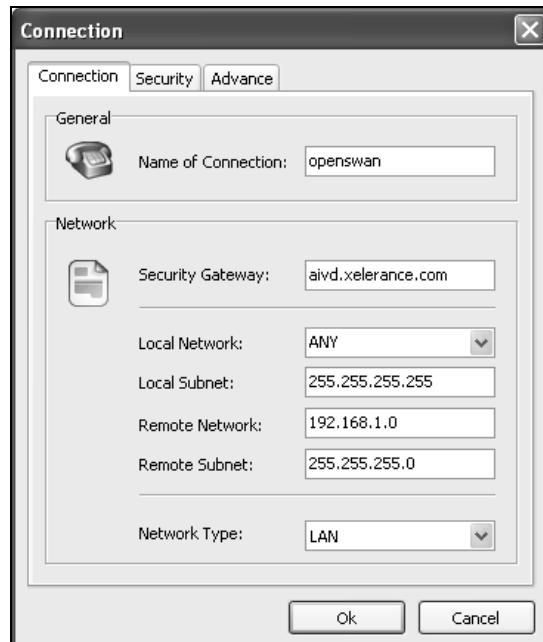 Connection
Connection Security Advance
General
Name of Connection: openswan
Network
Security Gateway: aivd.xelerance.com
Local Network: ANY
Local Subnet: 255.255.255.255
Remote Network: 192.168.1.0
Remote Subnet: 255.255.255.0
Network Type: LAN
Ok Cancel